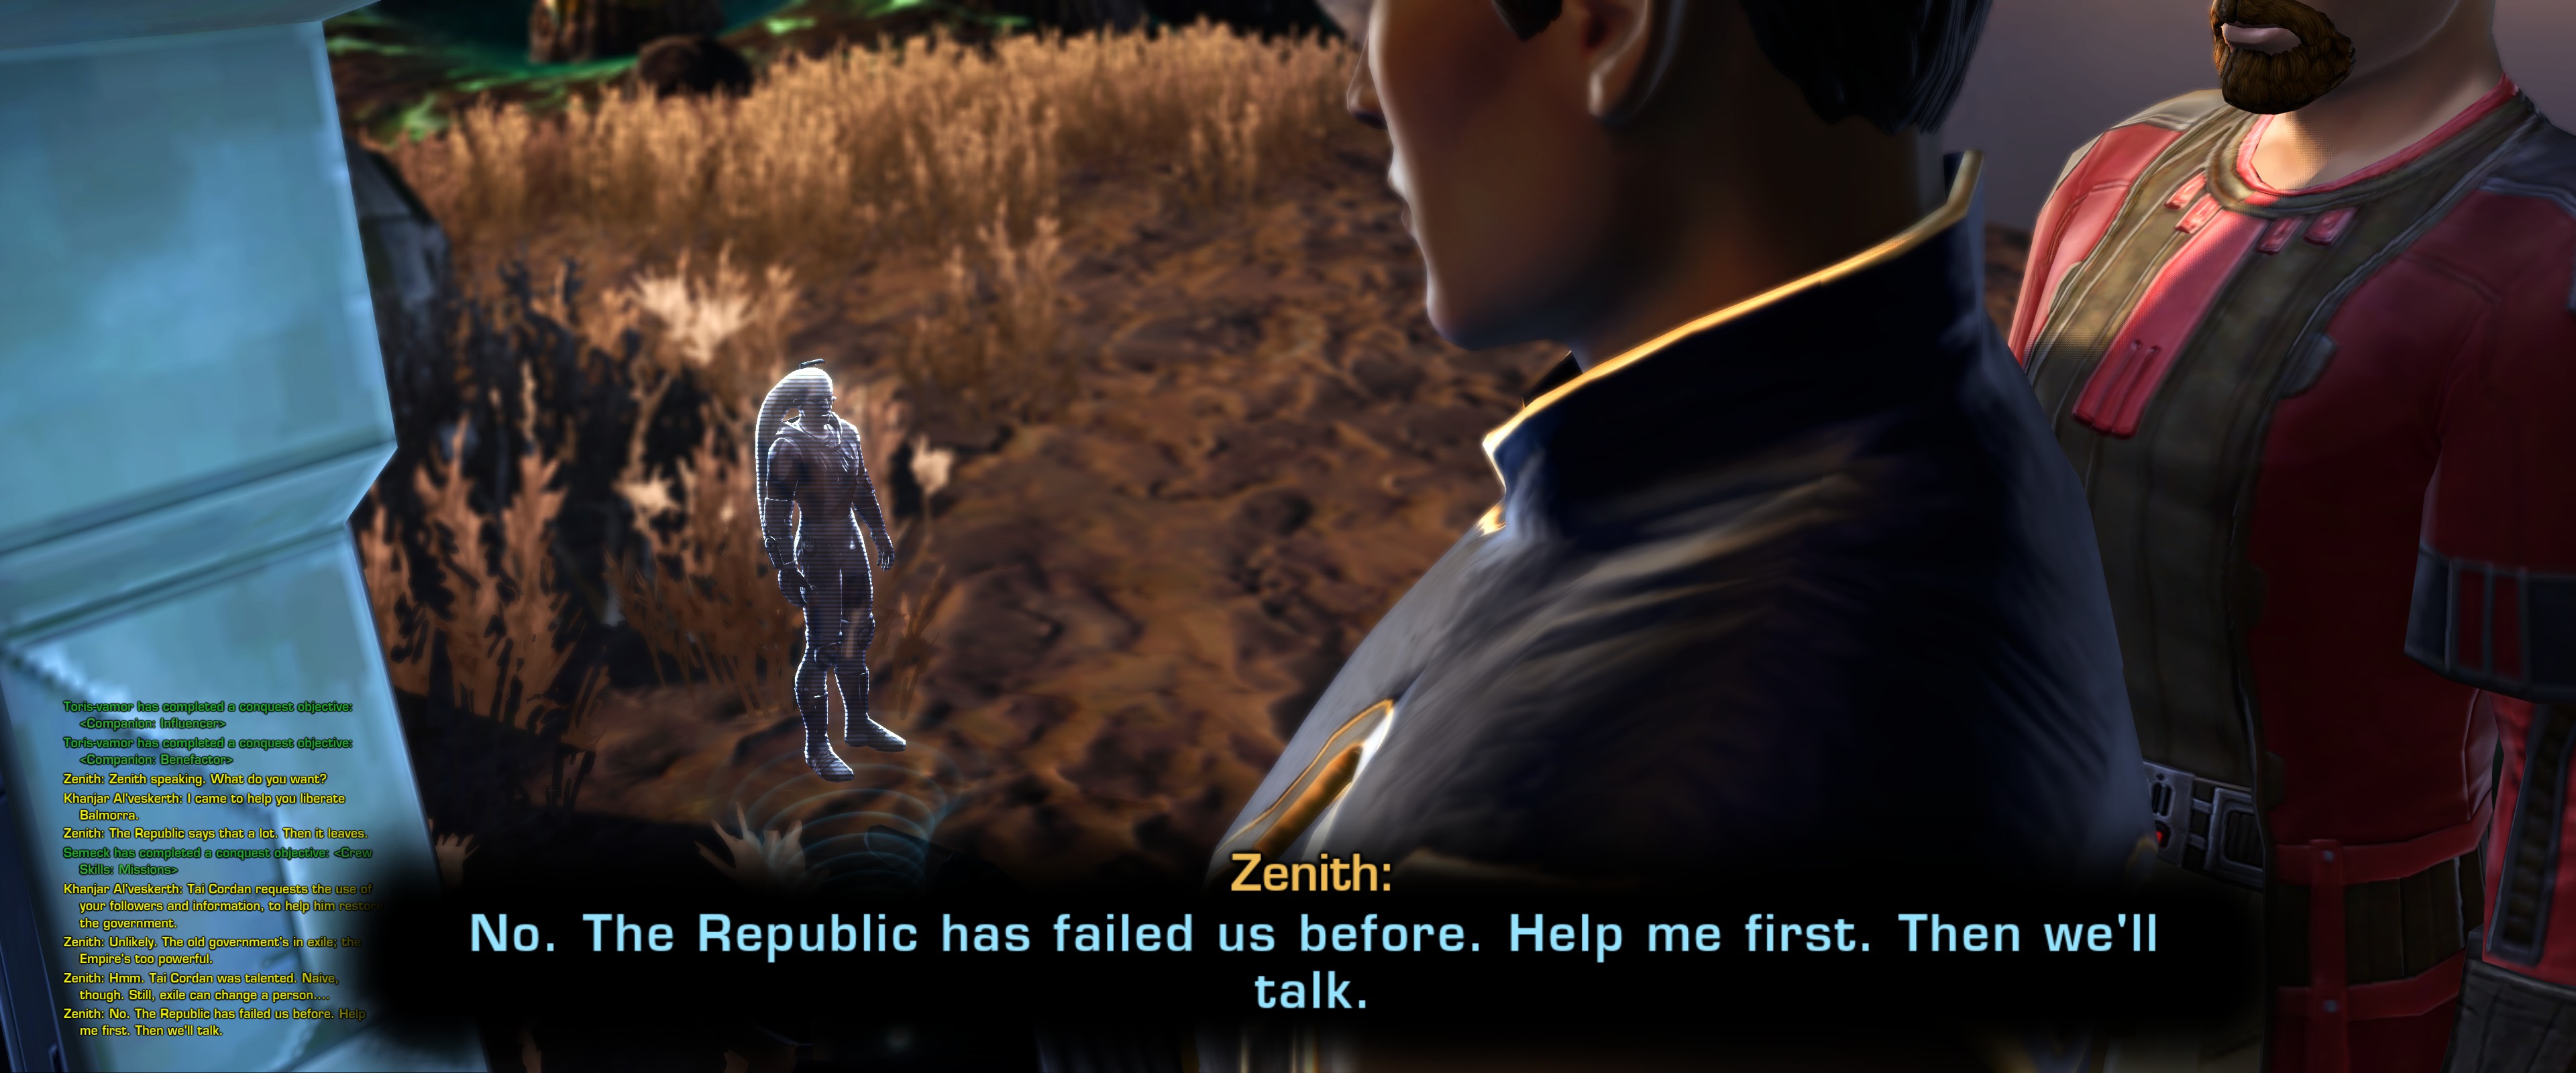 Toris-vamor has completed a conquest objective:
<Companion: Influencer>
Toris-vamor has completed a conquest objective:
<Companion: Benefactor>
Zenith: Zenith speaking. What do you want?
Khanjar Al'veskerth: I came to help you liberate
Balmorra.
Zenith: The Republic says that a lot. Then it leaves.
Semeck has completed a conquest objective: <Crew
Skills: Missions>
Khanjar Al'veskerth: Tai Cordan requests the use of
your followers and information, to help him restore
the government.
Zenith: Unlikely. The old government's in exile; the
Empire's too powerful.
Zenith: Hmm. Tai Cordan was talented. Naive,
though. Still, exile can change a person....
Zenith: No. The Republic has failed us before. Help
me first. Then we'll talk.
Zenith:
No. The Republic has failed us before. Help me first. Then we'll
talk.